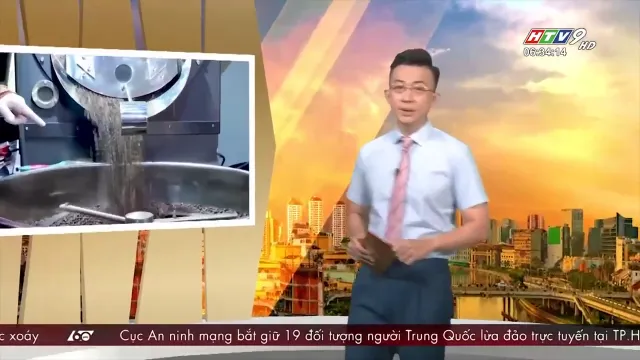 HTV9 HD
06:34:14
c xoáy 60 Cục An ninh mạng bắt giữ 19 đối tượng người Trung Quốc lừa đảo trực tuyến tại TP.H